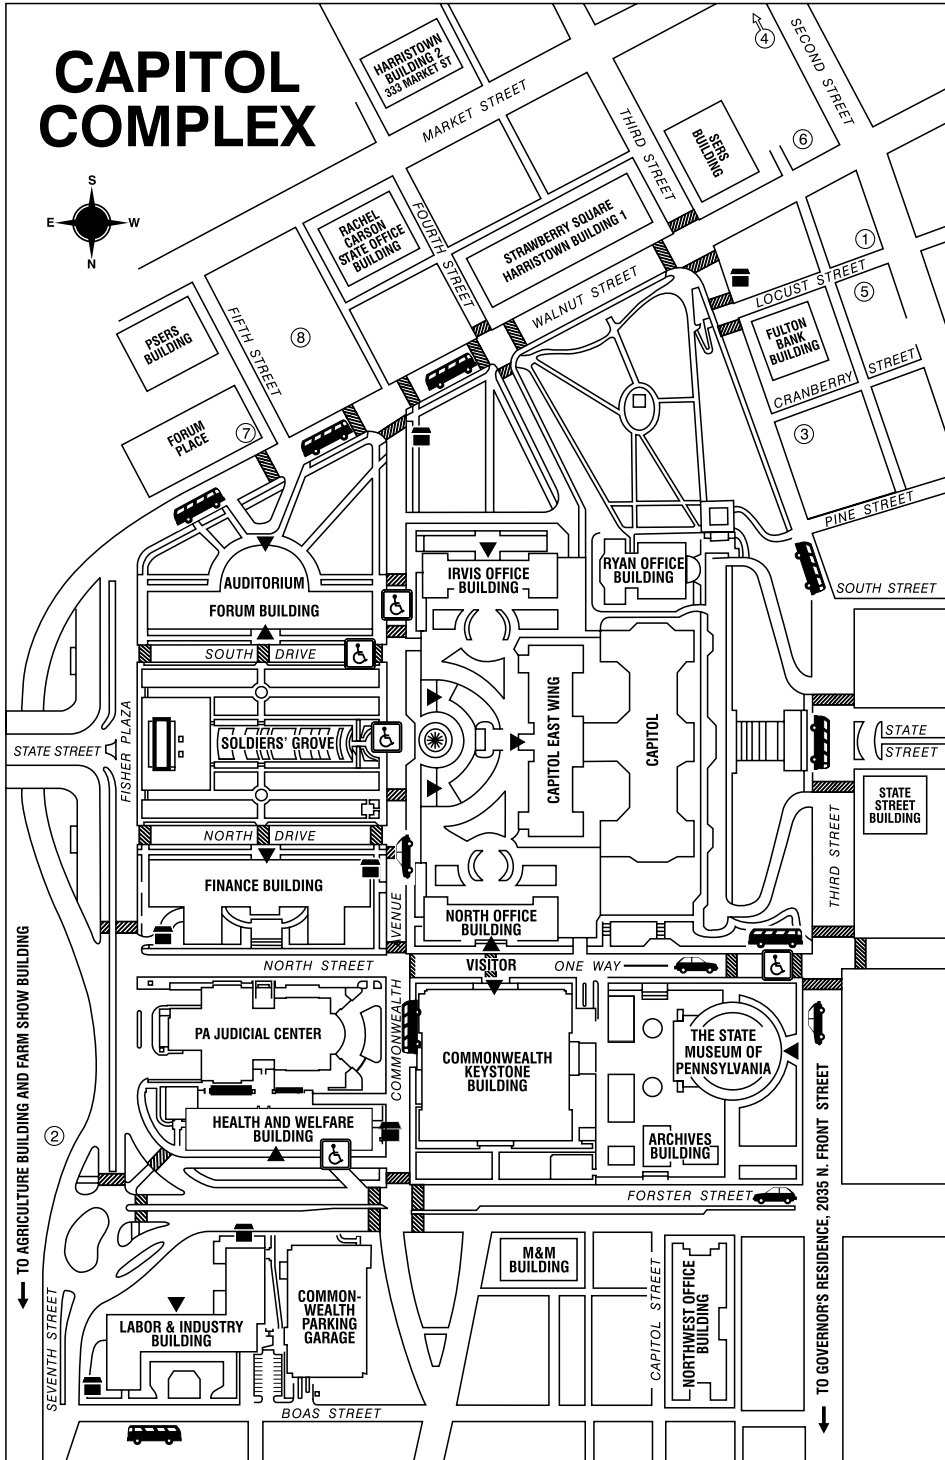 CAPITOL
COMPLEX
S
E
W
N
HARRISTOWN
BUILDING 2
333 MARKET ST
MARKET STREET
4
SECOND STREET
THIRD STREET
SERS
BUILDING
6
RACHEL
CARSON
STATE OFFICE
BUILDING
FOURTH STREET
STRAWBERRY SQUARE
HARRISTOWN BUILDING 1
WALNUT STREET
1
LOCUST STREET
5
PSERS
BUILDING
FIFTH STREET
8
FULTON
BANK
BUILDING
CRANBERRY STREET
FORUM
PLACE
7
3
PINE STREET
AUDITORIUM
FORUM BUILDING
IRVIS OFFICE
BUILDING
RYAN OFFICE
BUILDING
SOUTH STREET
SOUTH DRIVE
FISHER PLAZA
STATE STREET
SOLDIERS' GROVE
CAPITOL EAST WING
CAPITOL
STATE
STREET
STATE
STREET
BUILDING
NORTH DRIVE
THIRD STREET
FINANCE BUILDING
COMMONWEALTH AVENUE
NORTH OFFICE
BUILDING
NORTH STREET
VISITOR
ONE WAY
TO AGRICULTURE BUILDING AND FARM SHOW BUILDING
PA JUDICIAL CENTER
COMMONWEALTH
KEYSTONE
BUILDING
THE STATE
MUSEUM OF
PENNSYLVANIA
2
HEALTH AND WELFARE
BUILDING
ARCHIVES
BUILDING
FORSTER STREET
TO GOVERNOR'S RESIDENCE, 2035 N. FRONT STREET
M&M
BUILDING
CAPITOL STREET
NORTHWEST OFFICE
BUILDING
SEVENTH STREET
LABOR & INDUSTRY
BUILDING
COMMON-
WEALTH
PARKING
GARAGE
BOAS STREET